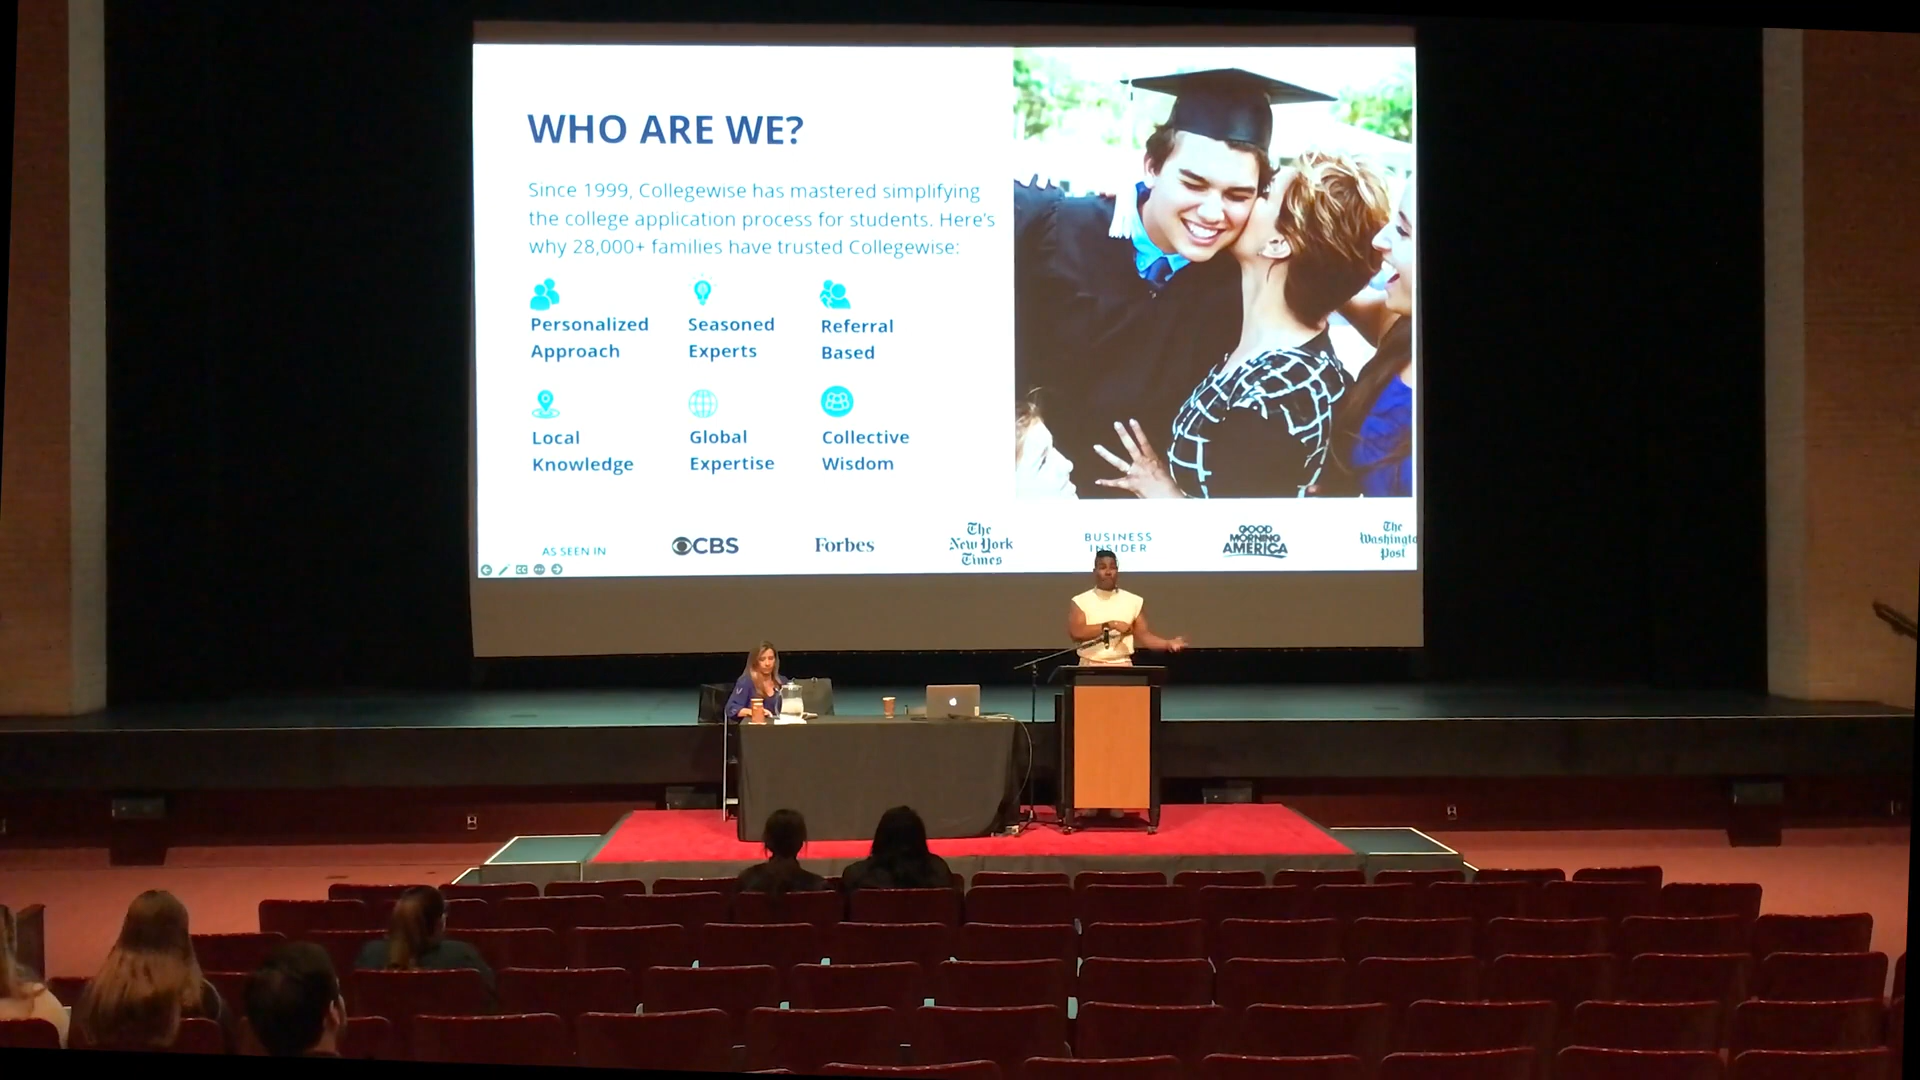 WHO ARE WE?
Since 1999, Collegewise has mastered simplifying
the college application process for students. Here's
why 28,000+ families have trusted Collegewise:
Personalized
Approach
Seasoned
Experts
Referral
Based
Local
Knowledge
Global
Expertise
Collective
Wisdom
AS SEEN IN
CBS
Forbes
The
New York
Times
BUSINESS
INSIDER
GOOD
MORNING
AMERICA
The
Washingto
Post
CC